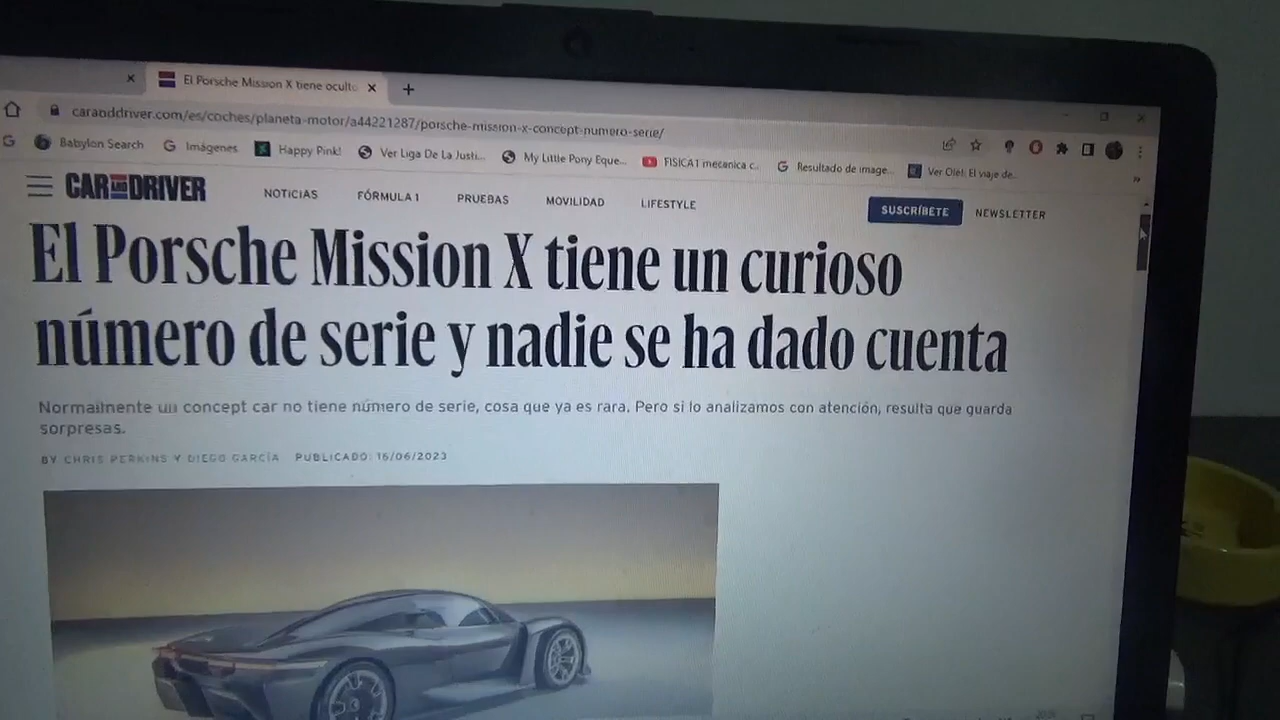 El Porsche Mission X tiene oculto
caranddriver.com/es/coches/planeta-motor/a44221287/porsche-mission-x-concept-numero-serie/
Babylon Search
Imágenes
Happy Pink!
Ver Liga De La Justi...
My Little Pony Eque...
FISICA1 mecanica c...
Resultado de image...
Ver Olé!: El viaje de...
CAR AND DRIVER
NOTICIAS
FÓRMULA 1
PRUEBAS
MOVILIDAD
LIFESTYLE
SUSCRÍBETE
NEWSLETTER
El Porsche Mission X tiene un curioso
número de serie y nadie se ha dado cuenta
Normalmente un concept car no tiene número de serie, cosa que ya es rara. Pero si lo analizamos con atención, resulta que guarda
sorpresas.
BY CHRIS PERKINS Y DIEGO GARCÍA PUBLICADO: 16/06/2023